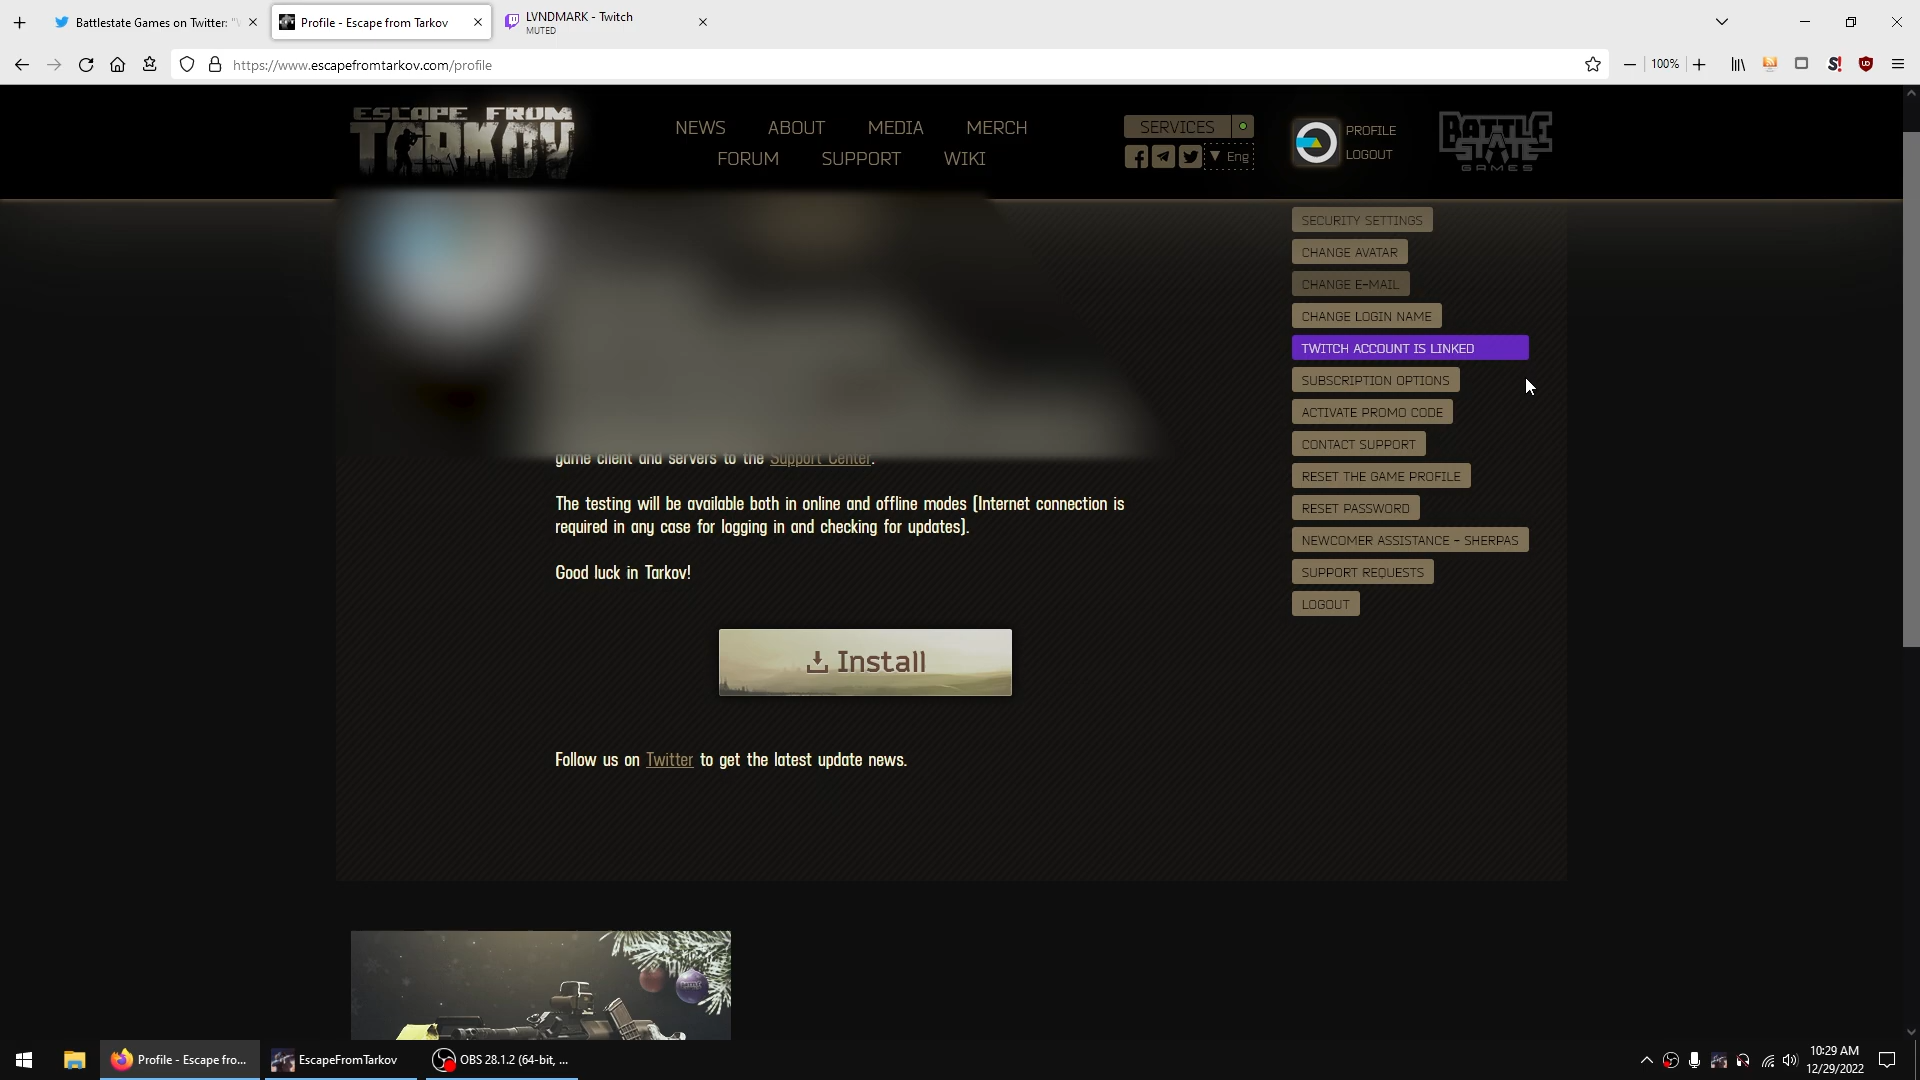 Battlestate Games on Twitter: "V
Profile - Escape from Tarkov
LVNDMARK - Twitch
MUTED
https://www.escapefromtarkov.com/profile
100%
ESCAPE FROM
TARKOV
NEWS ABOUT MEDIA MERCH
FORUM SUPPORT WIKI
SERVICES
▼ Eng
PROFILE
LOGOUT
BATTLE
STATE
GAMES
SECURITY SETTINGS
CHANGE AVATAR
CHANGE E-MAIL
CHANGE LOGIN NAME
TWITCH ACCOUNT IS LINKED
SUBSCRIPTION OPTIONS
ACTIVATE PROMO CODE
CONTACT SUPPORT
RESET THE GAME PROFILE
RESET PASSWORD
NEWCOMER ASSISTANCE - SHERPAS
SUPPORT REQUESTS
LOGOUT
game client and servers to the Support Center.
The testing will be available both in online and offline modes (Internet connection is
required in any case for logging in and checking for updates).
Good luck in Tarkov!
Install
Follow us on Twitter to get the latest update news.
Profile - Escape fro...
EscapeFromTarkov
OBS 28.1.2 (64-bit, ...
10:29 AM
12/29/2022